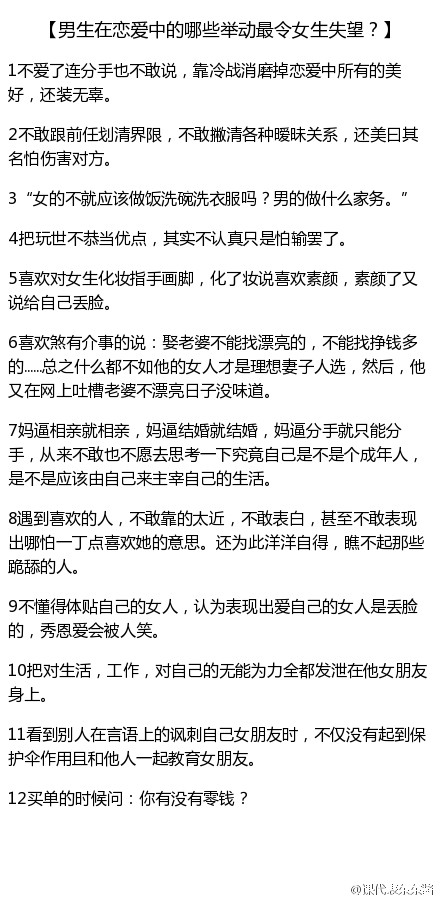 【男生在恋爱中的哪些举动最令女生失望？】
1不爱了连分手也不敢说，靠冷战消磨掉恋爱中所有的美
好，还装无辜。
2不敢跟前任划清界限，不敢撇清各种暧昧关系，还美曰其
名怕伤害对方。
3“女的不就应该做饭洗碗洗衣服吗？男的做什么家务。”
4把玩世不恭当优点，其实不认真只是怕输罢了。
5喜欢对女生化妆指手画脚，化了妆说喜欢素颜，素颜了又
说给自己丢脸。
6喜欢煞有介事的说：娶老婆不能找漂亮的，不能找挣钱多
的......总之什么都不如他的女人才是理想妻子人选，然后，他
又在网上吐槽老婆不漂亮日子没味道。
7妈逼相亲就相亲，妈逼结婚就结婚，妈逼分手就只能分
手，从来不敢也不愿去思考一下究竟自己是不是个成年人，
是不是应该由自己来主宰自己的生活。
8遇到喜欢的人，不敢靠的太近，不敢表白，甚至不敢表现
出哪怕一丁点喜欢她的意思。还为此洋洋自得，瞧不起那些
跪舔的人。
9不懂得体贴自己的女人，认为表现出爱自己的女人是丢脸
的，秀恩爱会被人笑。
10把对生活，工作，对自己的无能为力全都发泄在他女朋友
身上。
11看到别人在言语上的讽刺自己女朋友时，不仅没有起到保
护伞作用且和他人一起教育女朋友。
12买单的时候问：你有没有零钱？
@课代表东东酱